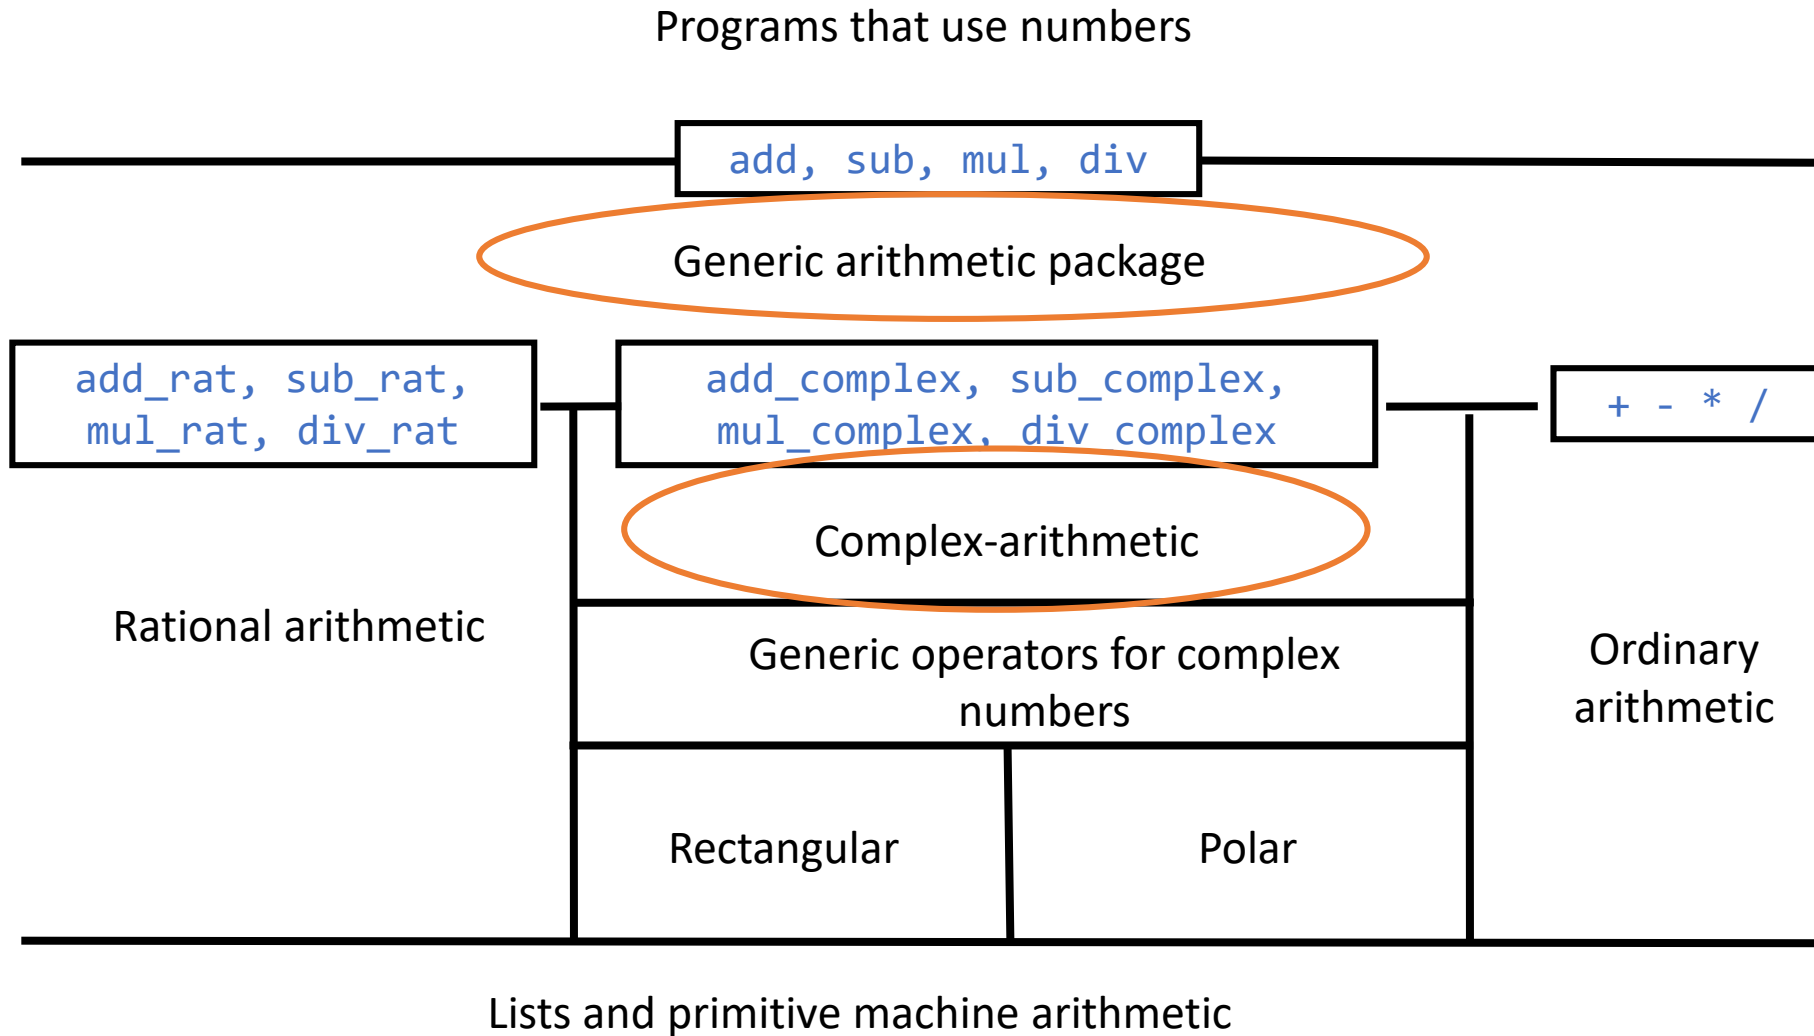 Programs that use numbers
add, sub, mul, div
Generic arithmetic package
add_rat, sub_rat,
mul_rat, div_rat
add_complex, sub_complex,
mul_complex, div_complex
+ - * /
Complex-arithmetic
Rational arithmetic
Generic operators for complex
numbers
Ordinary
arithmetic
Rectangular
Polar
Lists and primitive machine arithmetic